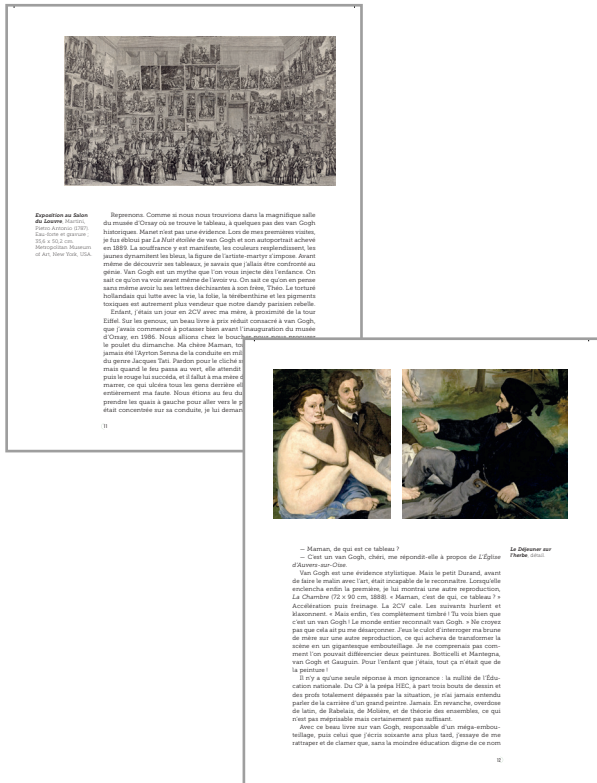 Exposition au Salon
du Louvre, Martini,
Pietro Antonio (1787).
Eau-forte et gravure ;
35,6 x 50,2 cm.
Metropolitan Museum
of Art, New York, USA.
Reprenons. Comme si nous nous trouvions dans la magnifique salle
du musée d'Orsay où se trouve le tableau, à quelques pas des van Gogh
historiques. Manet n'est pas une évidence. Lors de mes premières visites,
je fus ébloui par La Nuit étoilée de van Gogh et son autoportrait achevé
en 1889. La souffrance y est manifeste, les couleurs resplendissent, les
jaunes dynamitent les bleus, la figure de l'artiste-martyr s'impose. Avant
même de découvrir ses tableaux, je savais que j'allais être confronté au
génie. Van Gogh est un mythe que l'on vous injecte dès l'enfance. On
sait ce qu'on va voir avant même de l'avoir vu. On sait ce qu'on en pense
sans même avoir lu ses lettres déchirantes à son frère, Théo. Le torturé
hollandais qui lutte avec la vie, la folie, la térébenthine et les pigments
toxiques est autrement plus vendeur que notre dandy parisien rebelle.
Enfant, j'étais un jour en 2CV avec ma mère, à proximité de la tour
Eiffel. Sur les genoux, un beau livre à prix réduit consacré à van Gogh,
que j'avais commencé à potasser bien avant l'inauguration du musée
d'Orsay, en 1986. Nous allions chez le boucher pour nous procurer
le poulet du dimanche. Ma chère Maman,
jamais été l'Ayrton Senna de la conduite en
du genre Jacques Tati. Pardon pour le cliché
mais quand le feu passa au vert, elle attendit
puis le rouge lui succéda, et il fallut à ma mère
marrer, ce qui ulcéra tous les gens derrière
entièrement ma faute. Nous étions au feu du
prendre les quais à gauche pour aller vers le
était concentrée sur sa conduite, je lui
11
— Maman, de qui est ce tableau ?
— C'est un van Gogh, chéri, me répondit-elle à propos de L'Église
d'Auvers-sur-Oise.
Van Gogh est une évidence stylistique. Mais le petit Durand, avant
de faire le malin avec l'art, était incapable de le reconnaître. Lorsqu'elle
enclencha enfin la première, je lui montrai une autre reproduction,
La Chambre (72 × 90 cm, 1888). « Maman, c'est de qui, ce tableau ? »
Accélération puis freinage. La 2CV cale. Les suivants hurlent et
klaxonnent. « Mais enfin, t'es complètement timbré ! Tu vois bien que
c'est un van Gogh ! Le monde entier reconnaît van Gogh. » Ne croyez
pas que cela ait pu me désarçonner. J'eus le culot d'interroger ma brune
de mère sur une autre reproduction, ce qui acheva de transformer la
scène en un gigantesque embouteillage. Je ne comprenais pas com-
ment l'on pouvait différencier deux peintures. Botticelli et Mantegna,
van Gogh et Gauguin. Pour l'enfant que j'étais, tout ça n'était que de
la peinture !
Il n'y a qu'une seule réponse à mon ignorance : la nullité de l'Édu-
cation nationale. Du CP à la prépa HEC, à part trois bouts de dessin et
des profs totalement dépassés par la situation, je n'ai jamais entendu
parler de la carrière d'un grand peintre. Jamais. En revanche, overdose
de latin, de Rabelais, de Molière, et de théorie des ensembles, ce qui
n'est pas méprisable mais certainement pas suffisant.
Avec ce beau livre sur van Gogh, responsable d'un méga-embou-
teillage, puis celui que j'écris soixante ans plus tard, j'essaye de me
rattraper et de clamer que, sans la moindre éducation digne de ce nom
Le Déjeuner sur
l'herbe, détail
12